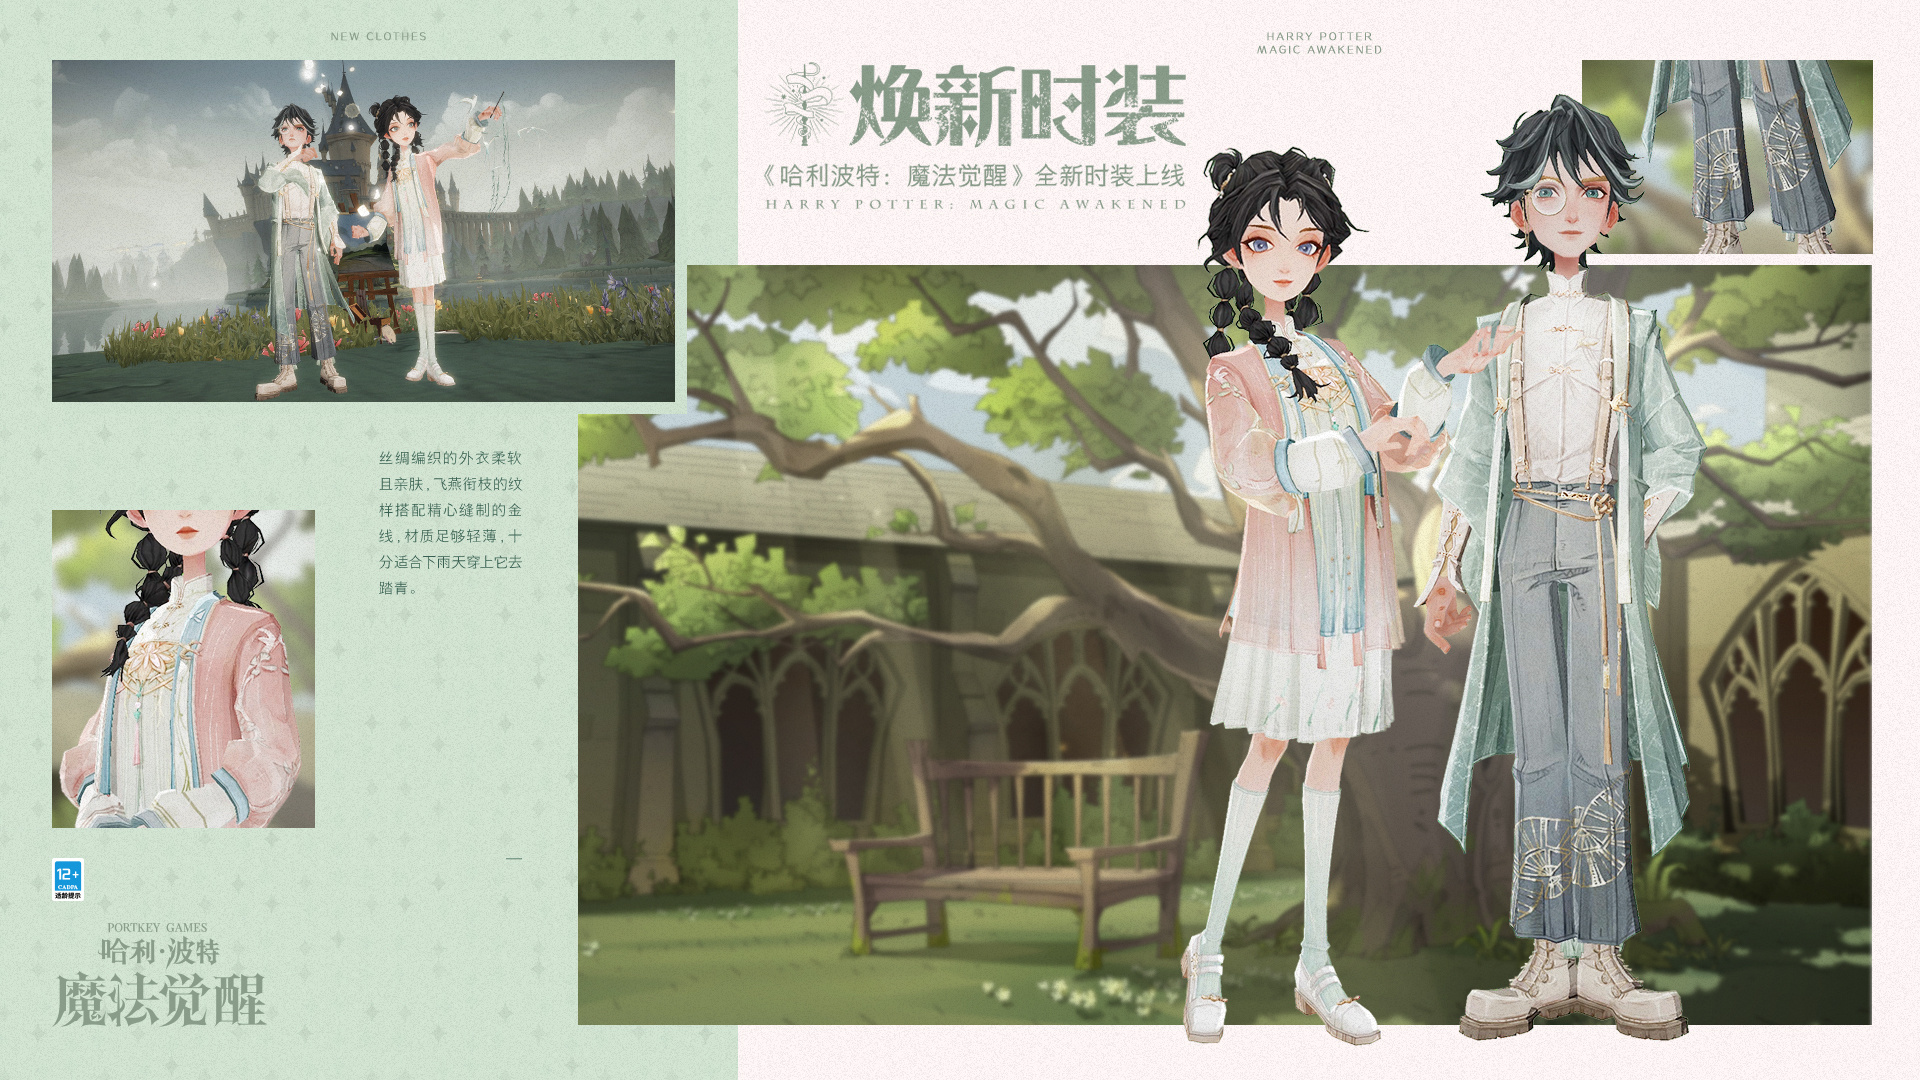 NEW CLOTHES
HARRY POTTER
MAGIC AWAKENED
焕新时装
《哈利波特：魔法觉醒》全新时装上线
HARRY POTTER: MAGIC AWAKENED
丝绸编织的外衣柔软
且亲肤，飞燕衔枝的纹
样搭配精心缝制的金
线，材质足够轻薄，十
分适合下雨天穿上它去
踏青。
12+
CADPA
适龄提示
PORTKEY GAMES
哈利·波特
魔法觉醒